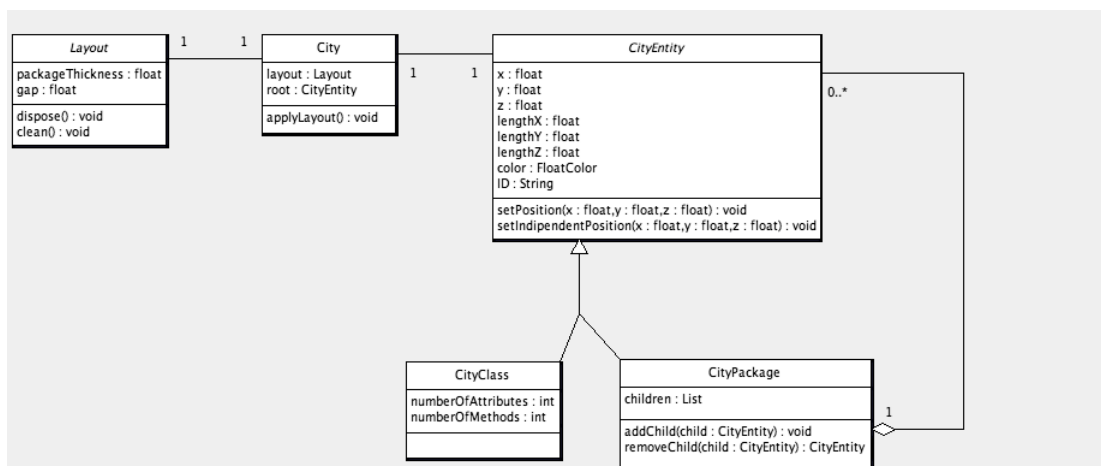 Layout
packageThickness : float
gap : float
dispose() : void
clean() : void
1
1
City
layout : Layout
root : CityEntity
applyLayout() : void
1
1
CityEntity
x : float
y : float
z : float
lengthX : float
lengthY : float
lengthZ : float
color : FloatColor
ID : String
setPosition(x : float,y : float,z : float) : void
setIndipendentPosition(x : float,y : float,z : float) : void
0..*
CityClass
numberOfAttributes : int
numberOfMethods : int
CityPackage
children : List
addChild(child : CityEntity) : void
removeChild(child : CityEntity) : CityEntity
1